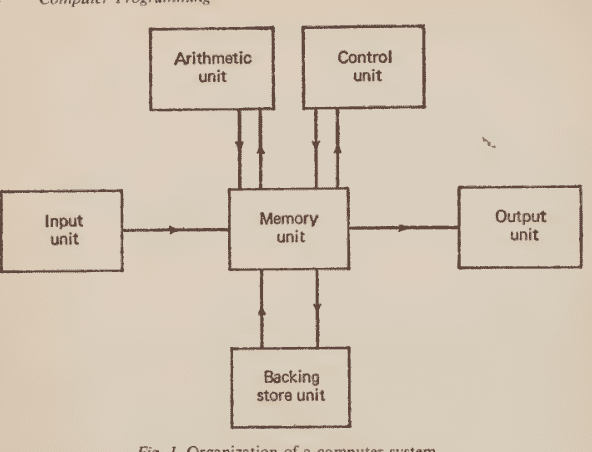 Computer Programming
Arithmetic
unit
Control
unit
Input
unit
Memory
unit
Output
unit
Backing
store unit
Fig. 1 Organization of a computer system